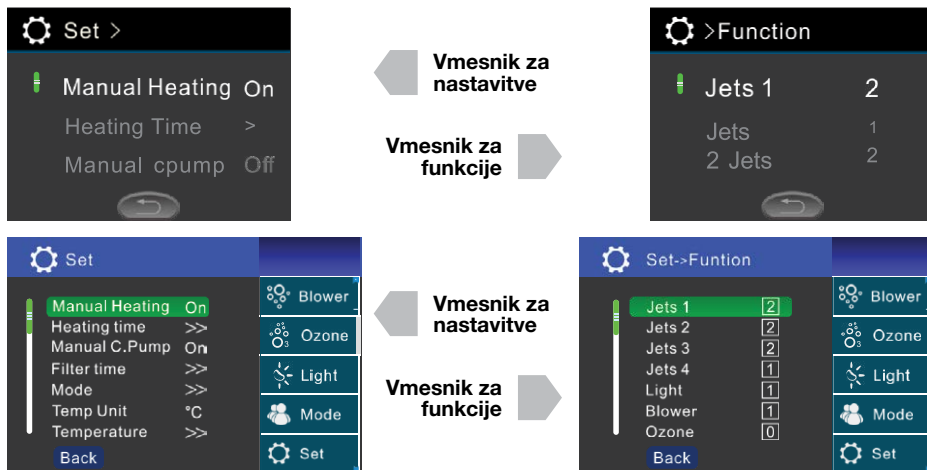 Set >
Manual Heating On
Heating Time >
Manual cpump Off
Vmesnik za
nastavitve
Vmesnik za
funkcije
>Function
Jets 1 2
Jets 1
2 Jets 2
Set
Manual Heating On
Heating time >>
Manual C.Pump On
Filter time >>
Mode >>
Temp Unit °C
Temperature >>
Back
Blower
O₃ Ozone
Light
Mode
Set
Vmesnik za
nastavitve
Vmesnik za
funkcije
Set->Funtion
Jets 1 2
Jets 2 2
Jets 3 2
Jets 4 1
Light 1
Blower 1
Ozone 0
Back
Blower
O₃ Ozone
Light
Mode
Set